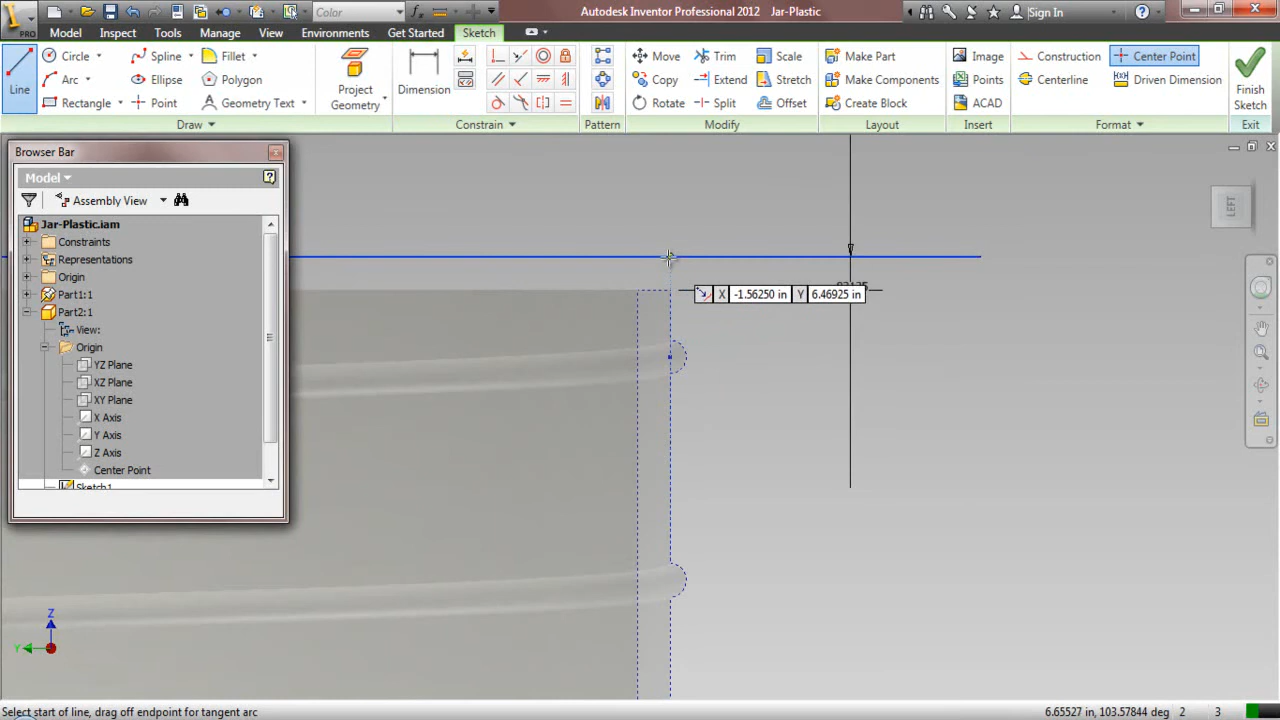 Color
Autodesk Inventor Professional 2012 Jar-Plastic
Sign In
PRO
Model Inspect Tools Manage View Environments Get Started Sketch
Line
Circle
Arc
Rectangle
Spline
Ellipse
Point
Fillet
Polygon
Geometry Text
Draw
Project Geometry
Dimension
Constrain
Pattern
Move
Copy
Rotate
Trim
Extend
Split
Scale
Stretch
Offset
Modify
Make Part
Make Components
Create Block
Layout
Image
Points
ACAD
Insert
Construction
Centerline
Center Point
Driven Dimension
Format
Finish Sketch
Exit
Browser Bar
Model
Assembly View
Jar-Plastic.iam
Constraints
Representations
Origin
Part1:1
Part2:1
View:
Origin
YZ Plane
XZ Plane
XY Plane
X Axis
Y Axis
Z Axis
Center Point
Sketch1
LEFT
X -1.56250 in Y 6.46925 in
Z
Y
Select start of line, drag off endpoint for tangent arc
6.65527 in, 103.57844 deg 2 3